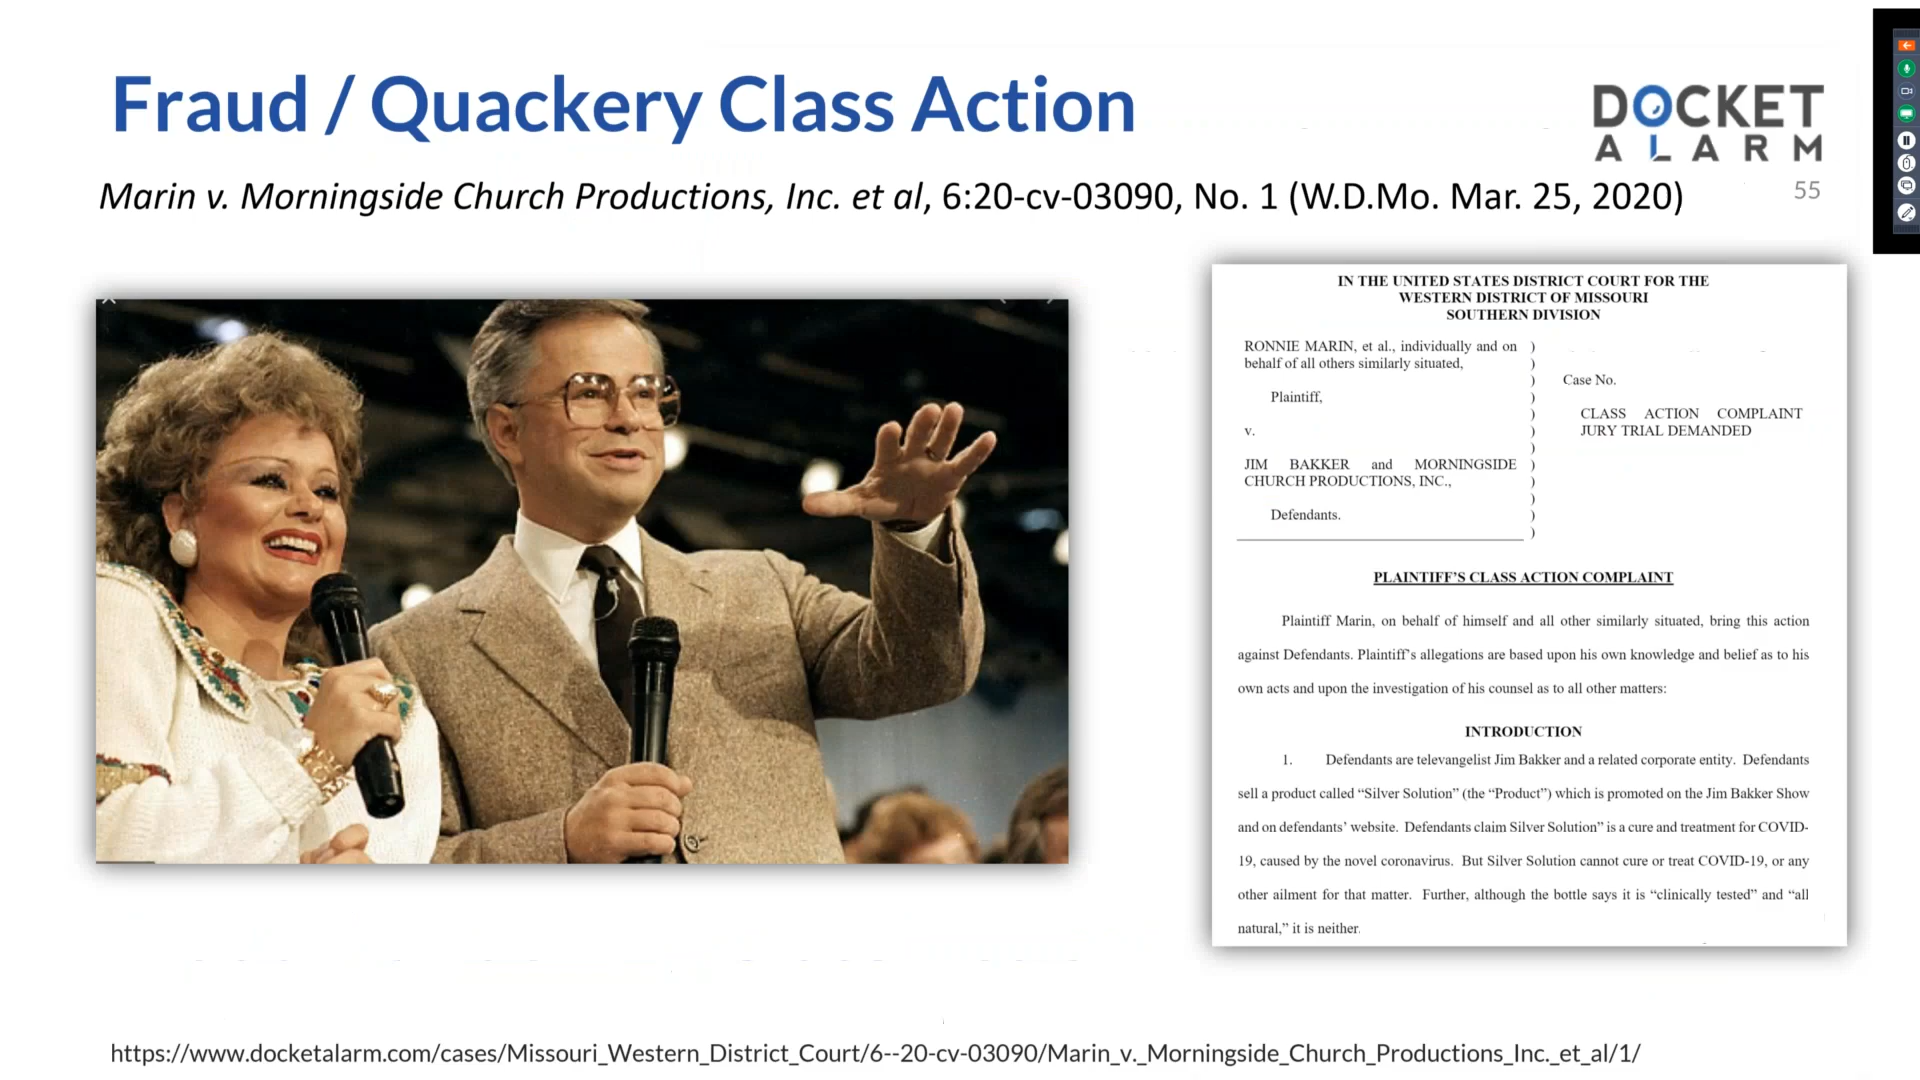 Fraud / Quackery Class Action
DOCKET
ALARM
Marin v. Morningside Church Productions, Inc. et al, 6:20-cv-03090, No. 1 (W.D.Mo. Mar. 25, 2020)
55
IN THE UNITED STATES DISTRICT COURT FOR THE
WESTERN DISTRICT OF MISSOURI
SOUTHERN DIVISION
RONNIE MARIN, et al., individually and on )
behalf of all others similarly situated, )
) Case No.
Plaintiff, )
) CLASS ACTION COMPLAINT
v. ) JURY TRIAL DEMANDED
)
JIM BAKKER and MORNINGSIDE )
CHURCH PRODUCTIONS, INC., )
)
Defendants. )
)
PLAINTIFF’S CLASS ACTION COMPLAINT
Plaintiff Marin, on behalf of himself and all other similarly situated, bring this action
against Defendants. Plaintiff’s allegations are based upon his own knowledge and belief as to his
own acts and upon the investigation of his counsel as to all other matters:
INTRODUCTION
1. Defendants are televangelist Jim Bakker and a related corporate entity. Defendants
sell a product called “Silver Solution” (the “Product”) which is promoted on the Jim Bakker Show
and on defendants’ website. Defendants claim Silver Solution” is a cure and treatment for COVID-
19, caused by the novel coronavirus. But Silver Solution cannot cure or treat COVID-19, or any
other ailment for that matter. Further, although the bottle says it is “clinically tested” and “all
natural,” it is neither.
https://www.docketalarm.com/cases/Missouri_Western_District_Court/6--20-cv-03090/Marin_v._Morningside_Church_Productions_Inc._et_al/1/